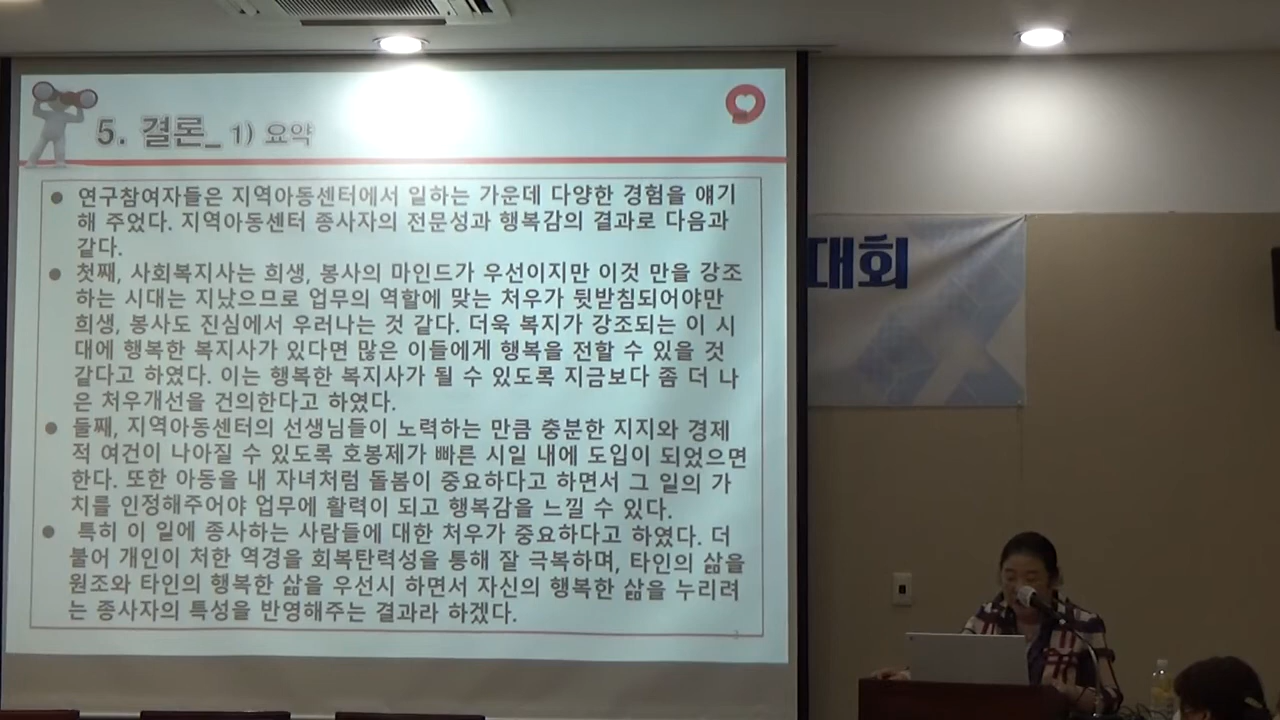 5. 결론_ 1) 요약
● 연구참여자들은 지역아동센터에서 일하는 가운데 다양한 경험을 얘기
해 주었다. 지역아동센터 종사자의 전문성과 행복감의 결과로 다음과
같다.
● 첫째, 사회복지사는 희생, 봉사의 마인드가 우선이지만 이것 만을 강조
하는 시대는 지났으므로 업무의 역할에 맞는 처우가 뒷받침되어야만
희생, 봉사도 진심에서 우러나는 것 같다. 더욱 복지가 강조되는 이 시
대에 행복한 복지사가 있다면 많은 이들에게 행복을 전할 수 있을 것
같다고 하였다. 이는 행복한 복지사가 될 수 있도록 지금보다 좀 더 나
은 처우개선을 건의한다고 하였다.
● 둘째, 지역아동센터의 선생님들이 노력하는 만큼 충분한 지지와 경제
적 여건이 나아질 수 있도록 호봉제가 빠른 시일 내에 도입이 되었으면
한다. 또한 아동을 내 자녀처럼 돌봄이 중요하다고 하면서 그 일의 가
치를 인정해주어야 업무에 활력이 되고 행복감을 느낄 수 있다.
● 특히 이 일에 종사하는 사람들에 대한 처우가 중요하다고 하였다. 더
불어 개인이 처한 역경을 회복탄력성을 통해 잘 극복하며, 타인의 삶을
원조와 타인의 행복한 삶을 우선시 하면서 자신의 행복한 삶을 누리려
는 종사자의 특성을 반영해주는 결과라 하겠다.
대회